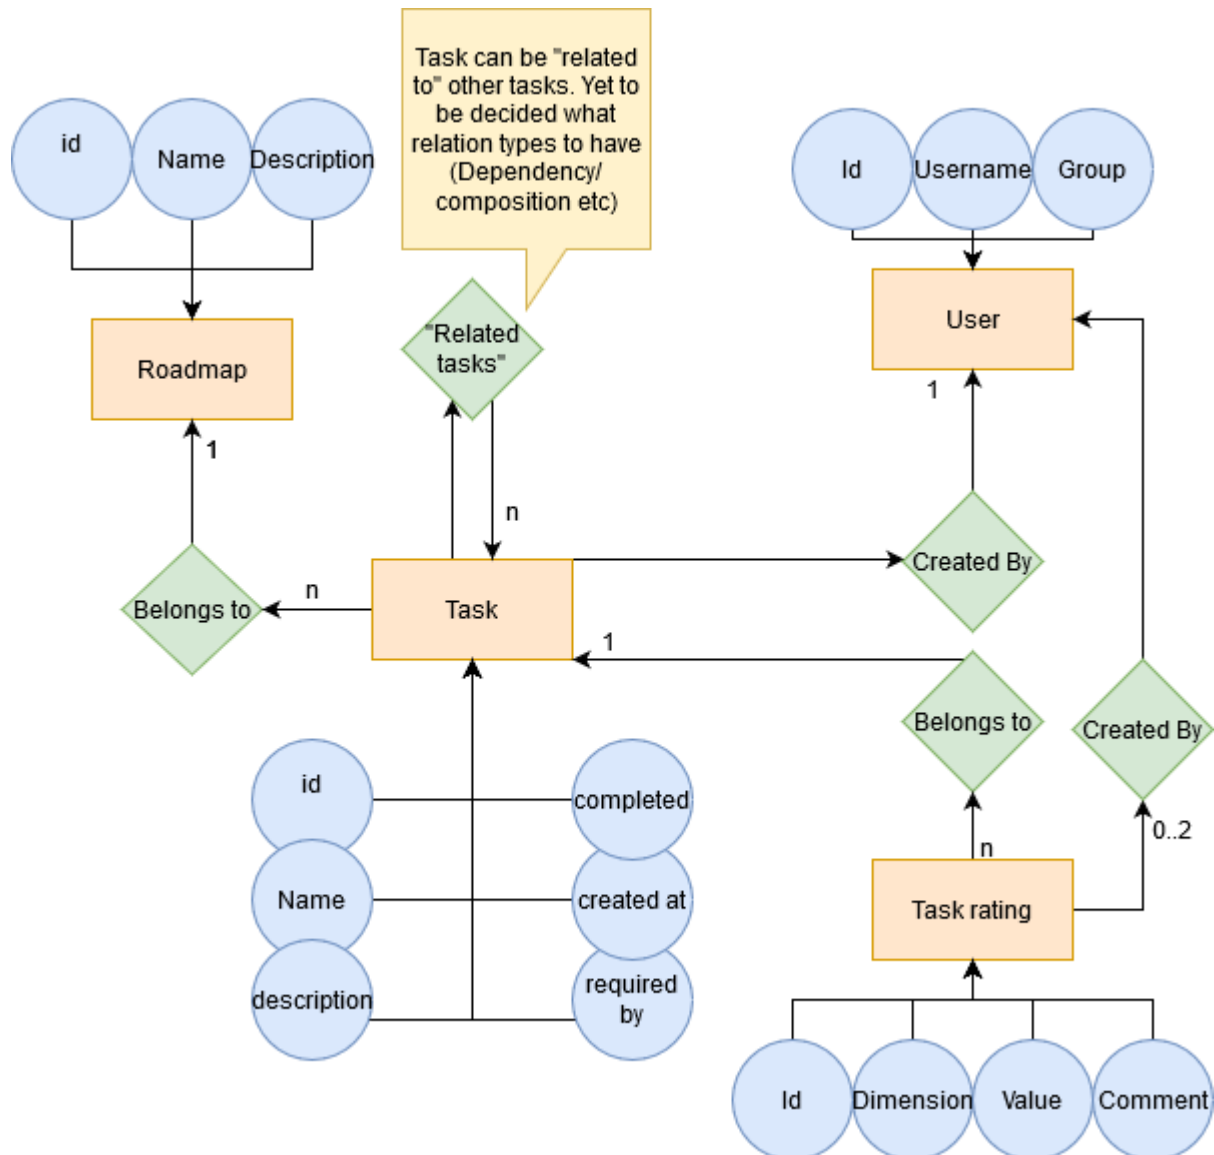 Task can be "related
to" other tasks. Yet to
be decided what
relation types to have
(Dependency/
composition etc)
id
Name
Description
Id
Username
Group
"Related
tasks"
User
Roadmap
1
1
n
Created By
n
Belongs to
Task
1
Belongs to
Created By
id
completed
0..2
n
Name
created at
Task rating
description
required
by
Id
Dimension
Value
Comment